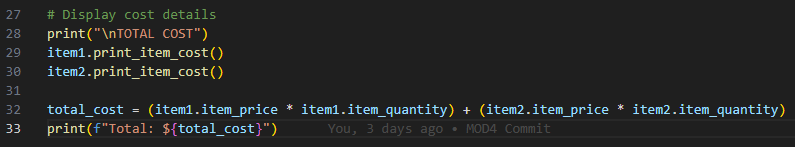 27 # Display cost details
28 print("\nTOTAL COST")
29 item1.print_item_cost()
30 item2.print_item_cost()
31
32 total_cost = (item1.item_price * item1.item_quantity) + (item2.item_price * item2.item_quantity)
33 print(f"Total: ${total_cost}") You, 3 days ago • MOD4 Commit